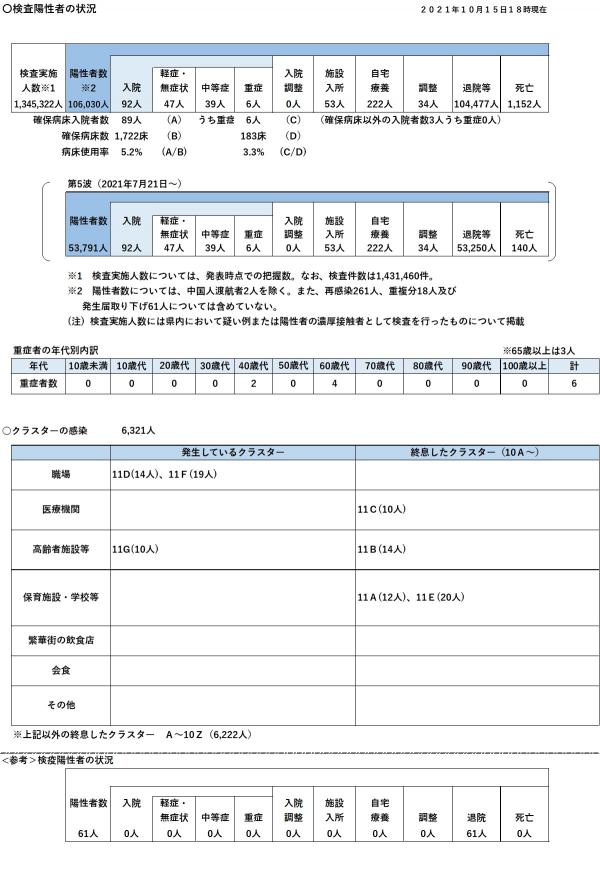 〇検査陽性者の状況
２０２１年１０月１５日１８時現在
検査実施人数※1 陽性者数※2 入院 軽症・無症状 中等症 重症 入院調整 施設入所 自宅療養 調整 退院等 死亡
1,345,322人 106,030人 92人 47人 39人 6人 0人 53人 222人 34人 104,477人 1,152人
確保病床入院者数 89人 （A） うち重症 6人 （C） （確保病床以外の入院者数3人うち重症0人）
確保病床数 1,722床 （B） 183床 （D）
病床使用率 5.2% （A/B） 3.3% （C/D）
第5波（2021年7月21日～）
陽性者数 入院 軽症・無症状 中等症 重症 入院調整 施設入所 自宅療養 調整 退院等 死亡
53,791人 92人 47人 39人 6人 0人 53人 222人 34人 53,250人 140人
※1 検査実施人数については、発表時点での把握数。なお、検査件数は1,431,460件。
※2 陽性者数については、中国人渡航者2人を除く。また、再感染261人、重複分18人及び
発生届取り下げ61人については含めていない。
（注）検査実施人数には県内において疑い例または陽性者の濃厚接触者として検査を行ったものについて掲載
重症者の年代別内訳 ※65歳以上は3人
年代 10歳未満 10歳代 20歳代 30歳代 40歳代 50歳代 60歳代 70歳代 80歳代 90歳代 100歳以上 計
重症者数 0 0 0 0 2 0 4 0 0 0 0 6
〇クラスターの感染 6,321人
発生しているクラスター 終息したクラスター（10Ａ～）
職場 11D(14人)、11Ｆ(19人)
医療機関 11Ｃ(10人)
高齢者施設等 11G(10人) 11Ｂ(14人)
保育施設・学校等 11Ａ(12人)、11Ｅ(20人)
繁華街の飲食店
会食
その他
※上記以外の終息したクラスター Ａ～10Ｚ（6,222人）
<参考＞検疫陽性者の状況
陽性者数 入院 軽症・無症状 中等症 重症 入院調整 施設入所 自宅療養 調整 退院 死亡
61人 0人 0人 0人 0人 0人 0人 0人 0人 61人 0人